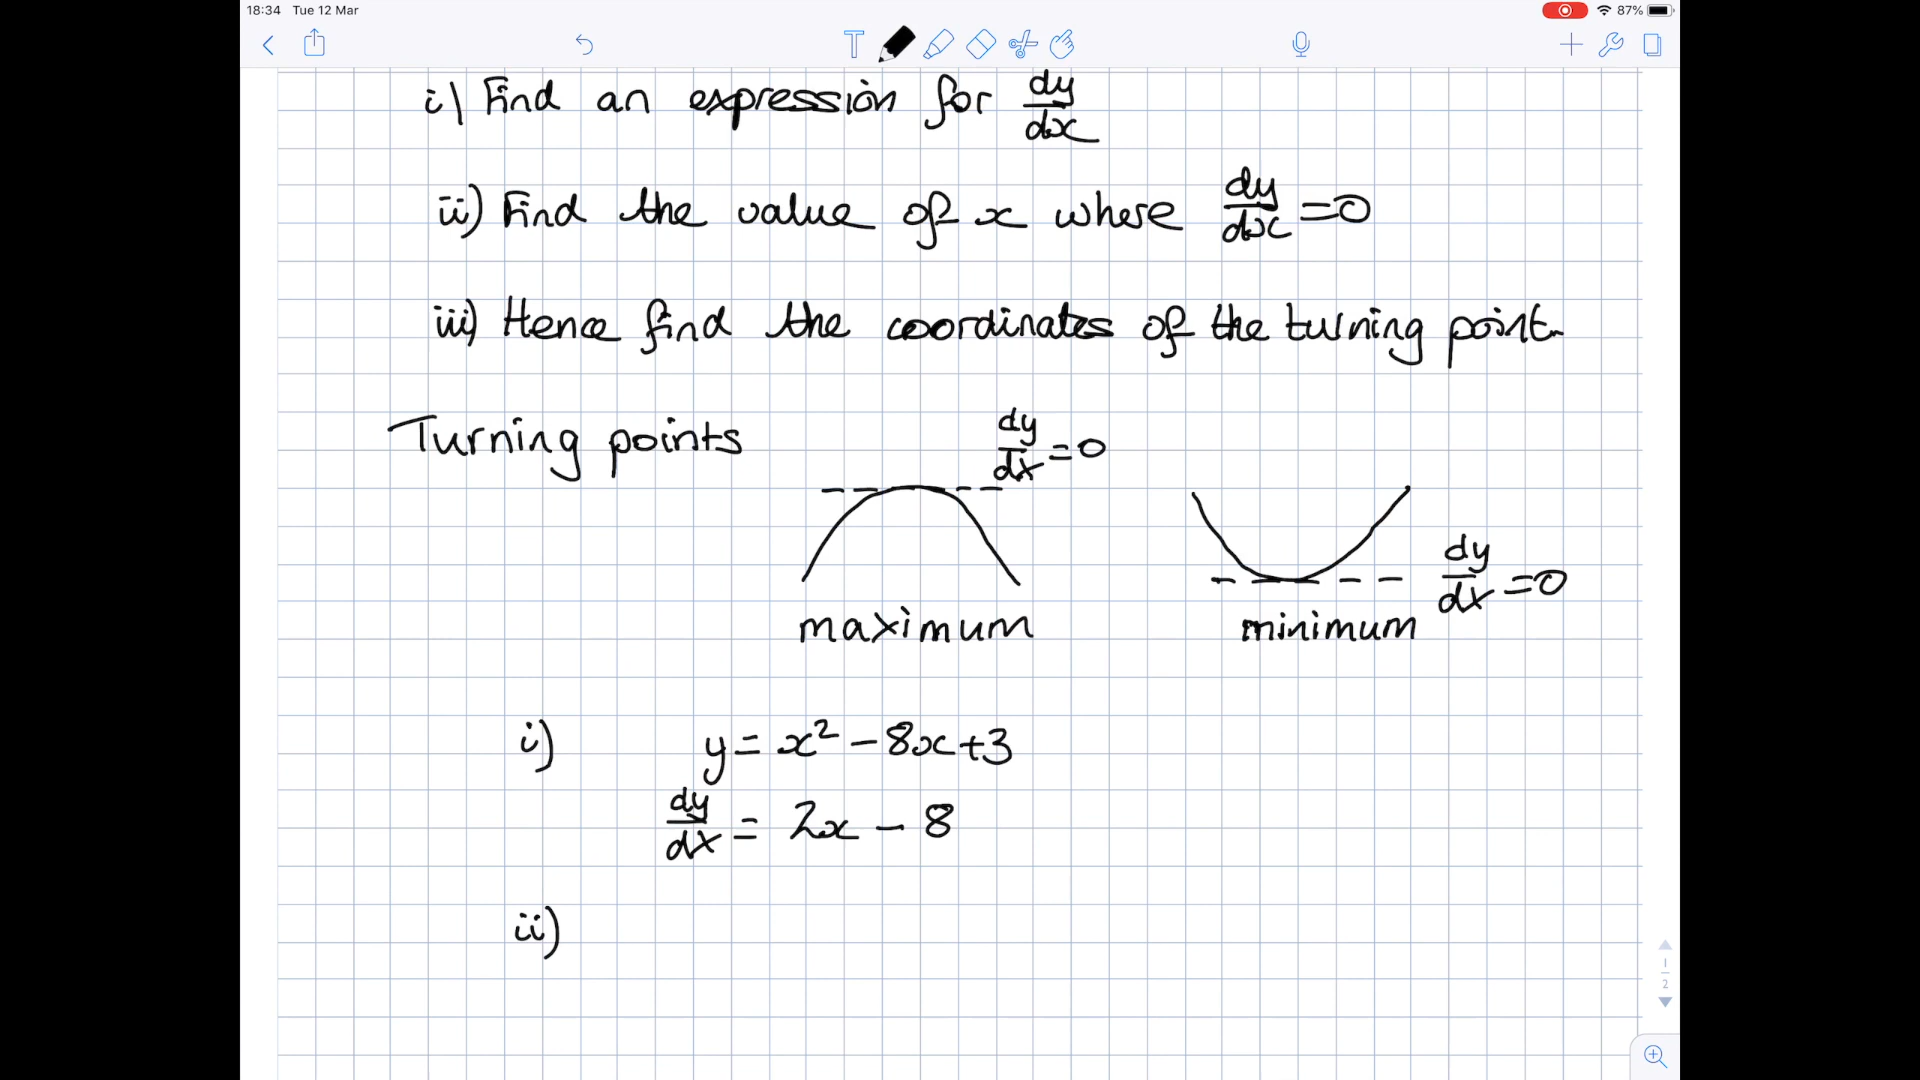 18:34 Tue 12 Mar 87%
T
i) Find an expression for dy/dx
ii) Find the value of x where dy/dx = 0
iii) Hence find the coordinates of the turning point.
Turning points
dy/dx = 0
dy/dx = 0
maximum
minimum
i) y = x² - 8x + 3
dy/dx = 2x - 8
ii)
1
2